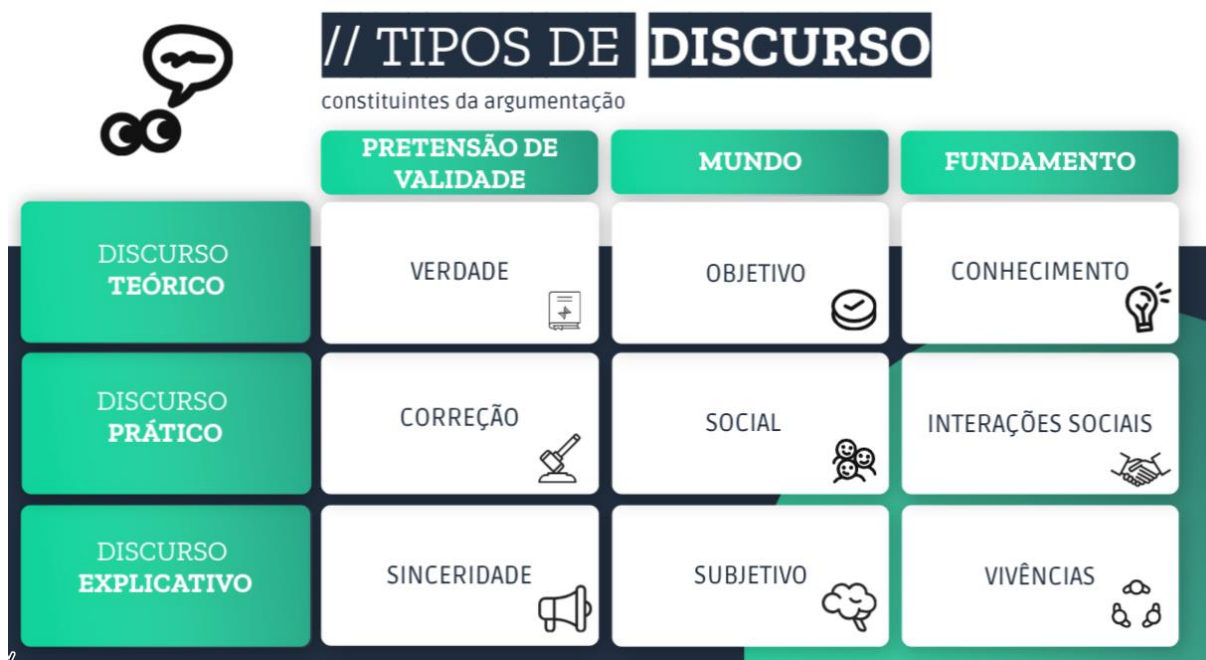 // TIPOS DE DISCURSO
constituintes da argumentação
PRETENSÃO DE
VALIDADE
MUNDO
FUNDAMENTO
DISCURSO
TEÓRICO
VERDADE
OBJETIVO
CONHECIMENTO
DISCURSO
PRÁTICO
CORREÇÃO
SOCIAL
INTERAÇÕES SOCIAIS
DISCURSO
EXPLICATIVO
SINCERIDADE
SUBJETIVO
VIVÊNCIAS